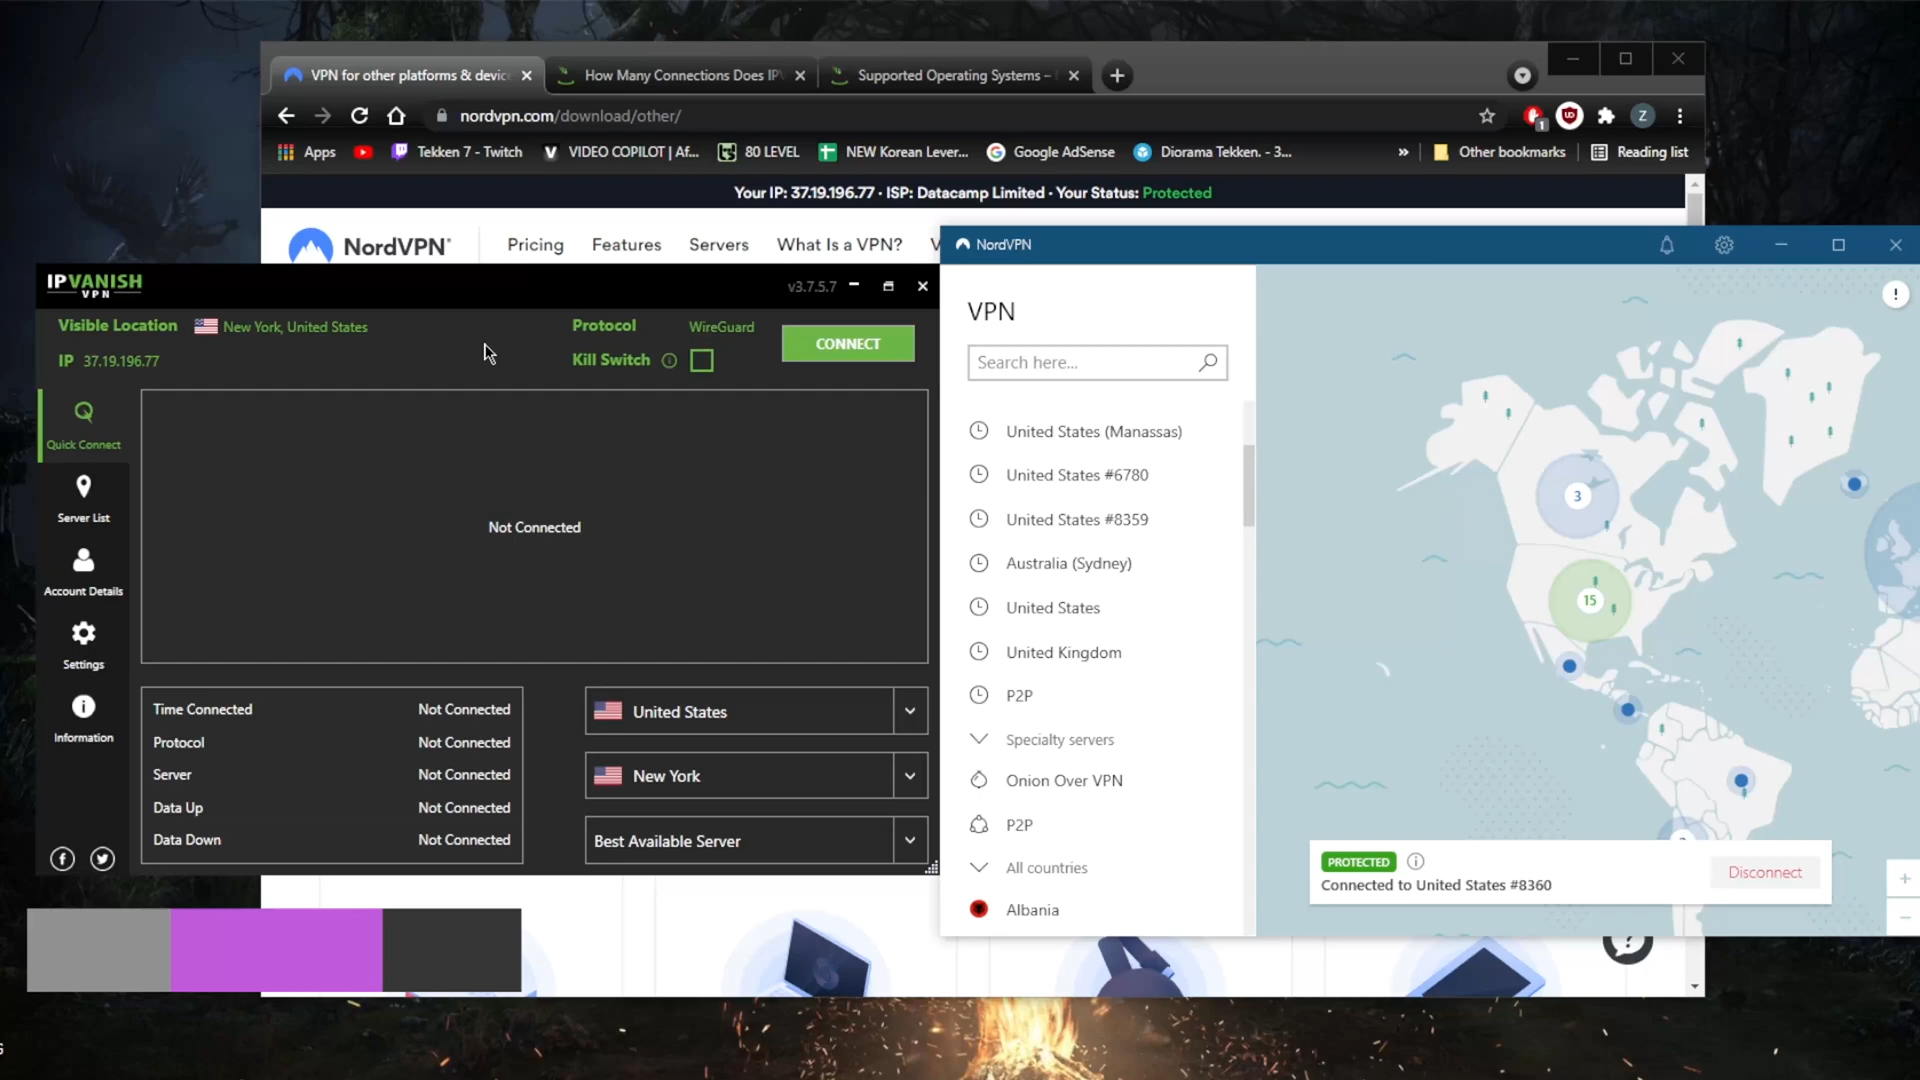 VPN for other platforms & device
How Many Connections Does IPV
Supported Operating Systems –
nordvpn.com/download/other/
1
Z
Apps
Tekken 7 - Twitch
VIDEO COPILOT | Af...
80 LEVEL
NEW Korean Lever...
Google AdSense
Diorama Tekken. - 3...
»
Other bookmarks
Reading list
Your IP: 37.19.196.77 · ISP: Datacamp Limited · Your Status: Protected
NordVPN®
Pricing
Features
Servers
What Is a VPN?
IPVANISH
VPN
v3.7.5.7
Visible Location
New York, United States
IP 37.19.196.77
Protocol
WireGuard
Kill Switch
CONNECT
Quick Connect
Server List
Account Details
Settings
Information
Not Connected
Time Connected Not Connected
Protocol Not Connected
Server Not Connected
Data Up Not Connected
Data Down Not Connected
United States
New York
Best Available Server
NordVPN
VPN
Search here...
United States (Manassas)
United States #6780
United States #8359
Australia (Sydney)
United States
United Kingdom
P2P
Specialty servers
Onion Over VPN
P2P
All countries
Albania
3
15
PROTECTED
Connected to United States #8360
Disconnect